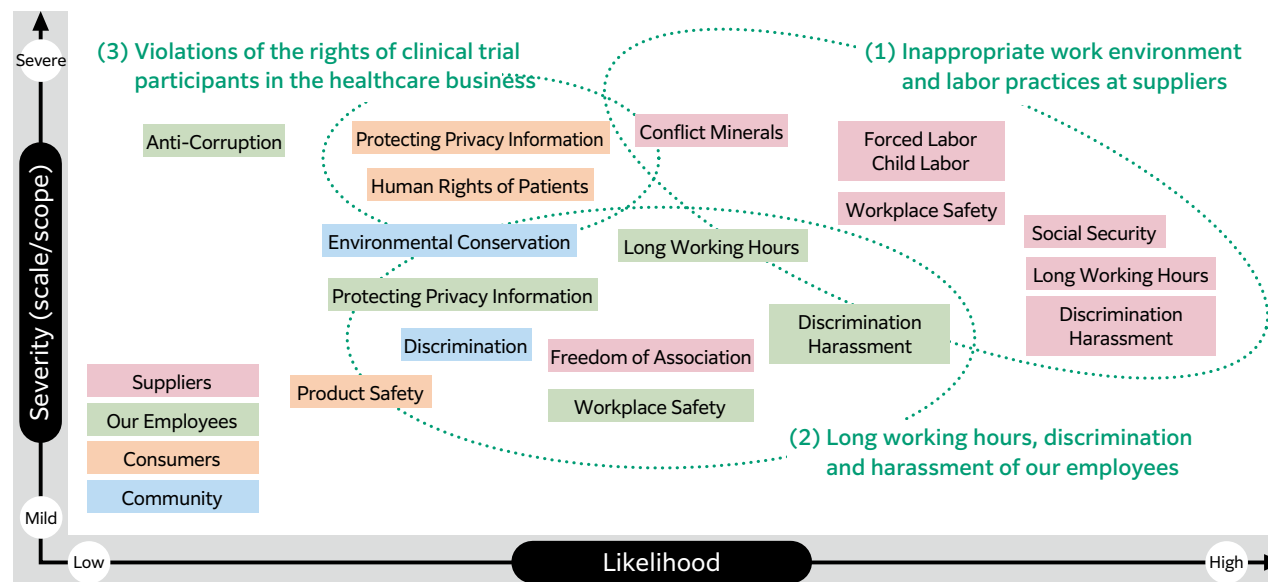 Severe
(3) Violations of the rights of clinical trial
participants in the healthcare business
(1) Inappropriate work environment
and labor practices at suppliers
Anti-Corruption
Protecting Privacy Information
Conflict Minerals
Forced Labor
Child Labor
Human Rights of Patients
Workplace Safety
Environmental Conservation
Long Working Hours
Social Security
Protecting Privacy Information
Long Working Hours
Discrimination
Harassment
Discrimination
Harassment
Discrimination
Freedom of Association
Product Safety
Workplace Safety
(2) Long working hours, discrimination
and harassment of our employees
Suppliers
Our Employees
Consumers
Community
Severity (scale/scope)
Mild
Low
Likelihood
High